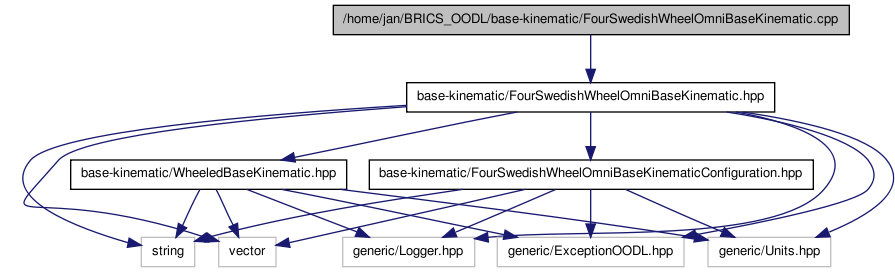 /home/jan/BRICS_OODL/base-kinematic/FourSwedishWheelOmniBaseKinematic.cpp
base-kinematic/FourSwedishWheelOmniBaseKinematic.hpp
base-kinematic/WheeledBaseKinematic.hpp
base-kinematic/FourSwedishWheelOmniBaseKinematicConfiguration.hpp
string
vector
generic/Logger.hpp
generic/ExceptionOODL.hpp
generic/Units.hpp